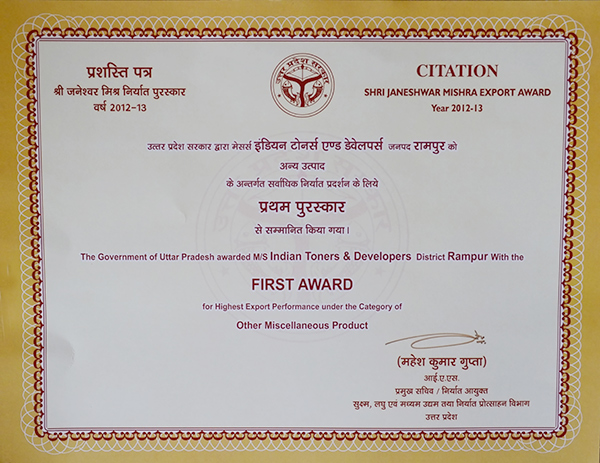 प्रशस्ति पत्र
श्री जनेश्वर मिश्र निर्यात पुरस्कार
वर्ष 2012-13
उत्तर प्रदेश सरकार
CITATION
SHRI JANESHWAR MISHRA EXPORT AWARD
Year 2012-13
उत्तर प्रदेश सरकार द्वारा मेसर्स इंडियन टोनर्स एण्ड डेवेलपर्स जनपद रामपुर को
अन्य उत्पाद
के अन्तर्गत सर्वाधिक निर्यात प्रदर्शन के लिये
प्रथम पुरस्कार
से सम्मानित किया गया।
The Government of Uttar Pradesh awarded M/S Indian Toners & Developers District Rampur With the
FIRST AWARD
for Highest Export Performance under the Category of
Other Miscellaneous Product
(महेश कुमार गुप्ता)
आई.ए.एस.
प्रमुख सचिव / निर्यात आयुक्त
सूक्ष्म, लघु एवं मध्यम उद्यम तथा निर्यात प्रोत्साहन विभाग
उत्तर प्रदेश